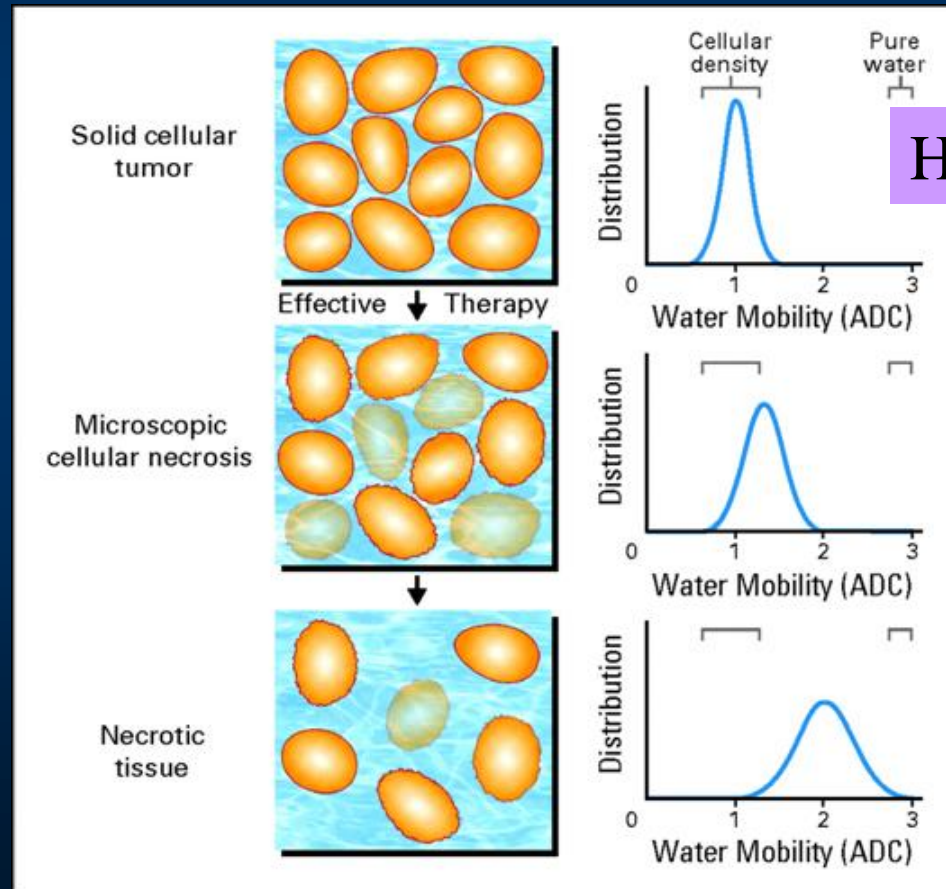 Cellular
density
Pure
water
Solid cellular
tumor
Distribution
H
0
1
2
3
Water Mobility (ADC)
Effective Therapy
Microscopic
cellular necrosis
Distribution
0
1
2
3
Water Mobility (ADC)
Necrotic
tissue
Distribution
0
1
2
3
Water Mobility (ADC)